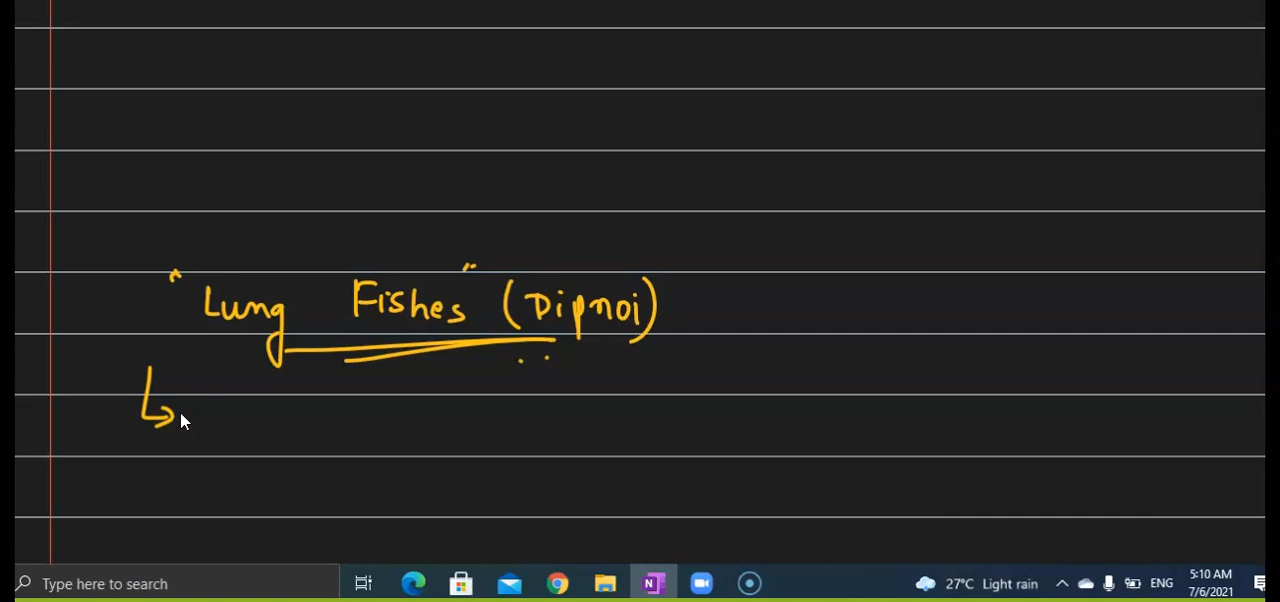 "Lung Fishes" (Dipnoi)
Type here to search
27°C Light rain
ENG
5:10 AM
7/6/2021